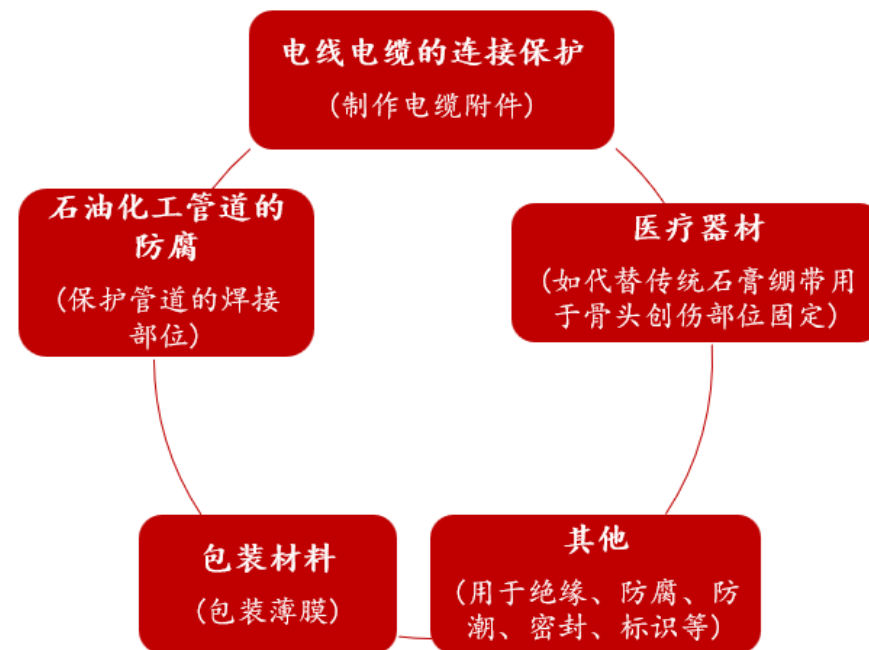 电线电缆的连接保护
(制作电缆附件)
石油化工管道的
防腐
(保护管道的焊接
部位)
医疗器材
(如代替传统石膏绷带用
于骨头创伤部位固定)
包装材料
(包装薄膜)
其他
(用于绝缘、防腐、防
潮、密封、标识等)